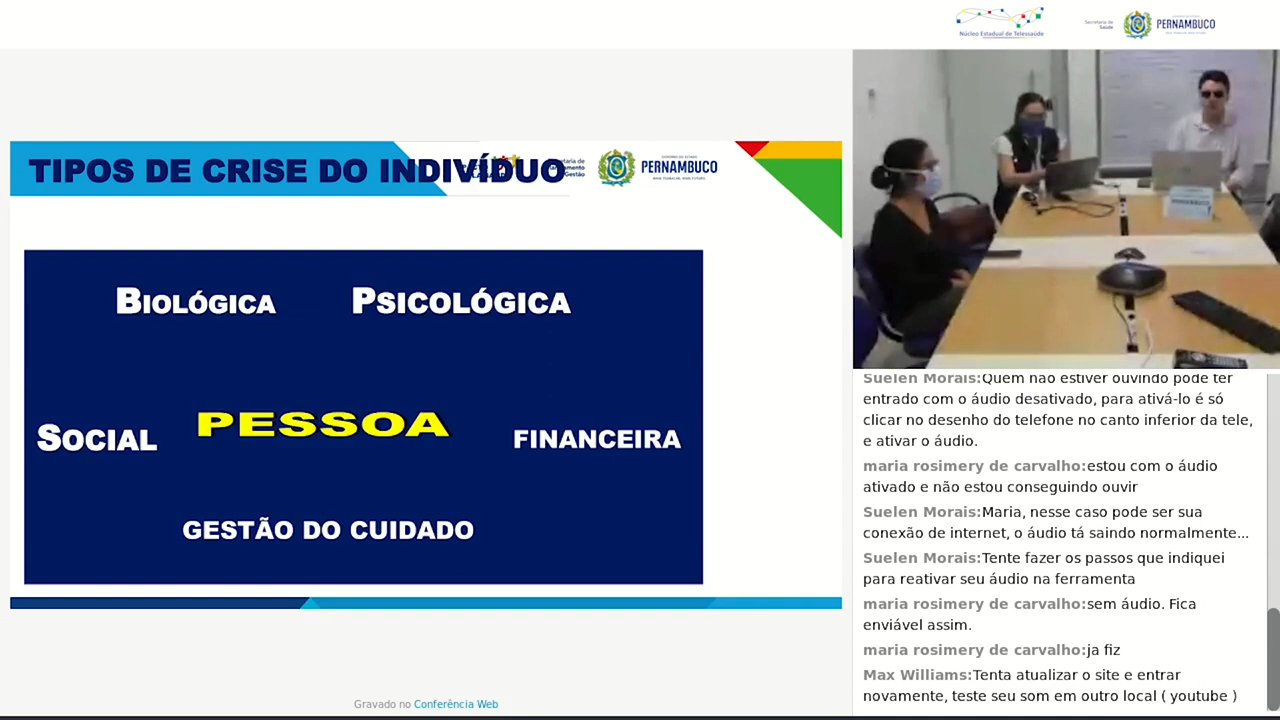 Núcleo Estadual de Telessaúde
Secretaria de
Saúde
PERNAMBUCO
TIPOS DE CRISE DO INDIVÍDUO
PERNAMBUCO
BIOLÓGICA PSICOLÓGICA
SOCIAL PESSOA FINANCEIRA
GESTÃO DO CUIDADO
Suelen Morais:Quem não estiver ouvindo pode ter
entrado com o áudio desativado, para ativá-lo é só
clicar no desenho do telefone no canto inferior da tele,
e ativar o áudio.
maria rosimery de carvalho:estou com o áudio
ativado e não estou conseguindo ouvir
Suelen Morais:Maria, nesse caso pode ser sua
conexão de internet, o áudio tá saindo normalmente...
Suelen Morais:Tente fazer os passos que indiquei
para reativar seu áudio na ferramenta
maria rosimery de carvalho:sem áudio. Fica
enviável assim.
maria rosimery de carvalho:ja fiz
Max Williams:Tenta atualizar o site e entrar
novamente, teste seu som em outro local ( youtube )
Gravado no Conferência Web